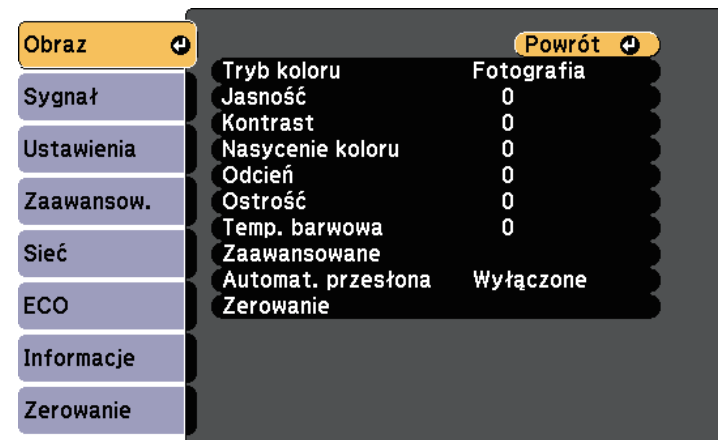 Obraz
Sygnał
Ustawienia
Zaawansow.
Sieć
ECO
Informacje
Zerowanie
Powrót
Tryb koloru Fotografia
Jasność 0
Kontrast 0
Nasycenie koloru 0
Odcień 0
Ostrość 0
Temp. barwowa 0
Zaawansowane
Automat. przesłona Wyłączone
Zerowanie